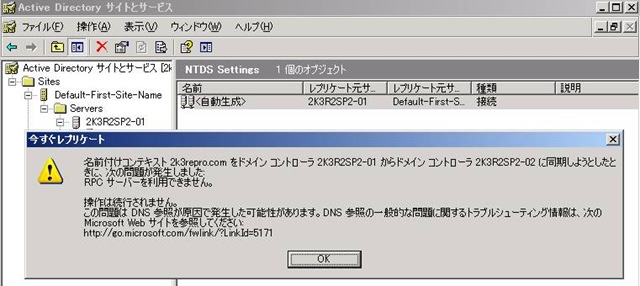 Active Directory サイトとサービス
ファイル(F) 操作(A) 表示(V) ウィンドウ(W) ヘルプ(H)
Active Directory サイトとサービス [2k
NTDS Settings 1 個のオブジェクト
Sites
Default-First-Site-Name
Servers
2K3R2SP2-01
名前 レプリケート元サ... レプリケート元サ... 種類 説明
<自動生成> 2K3R2SP2-01 Default-First-S... 接続
今すぐレプリケート
名前付けコンテキスト 2k3repro.com をドメイン コントローラ 2K3R2SP2-01 からドメイン コントローラ 2K3R2SP2-02 に同期しようとしたと
きに、次の問題が発生しました:
RPC サーバーを利用できません。
操作は続行されません。
この問題は DNS 参照が原因で発生した可能性があります。DNS 参照の一般的な問題に関するトラブルシューティング情報は、次の
Microsoft Web サイトを参照してください:
http://go.microsoft.com/fwlink/?LinkId=5171
OK